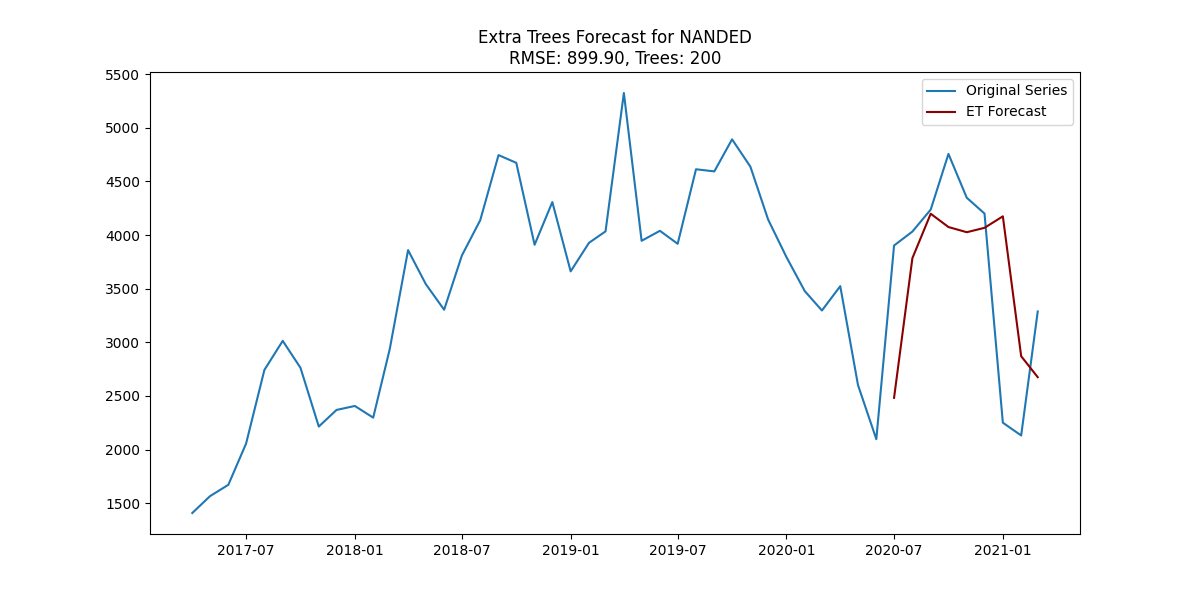 Extra Trees Forecast for NANDED
RMSE: 899.90, Trees: 200
Original Series
ET Forecast
5500
5000
4500
4000
3500
3000
2500
2000
1500
2017-07 2018-01 2018-07 2019-01 2019-07 2020-01 2020-07 2021-01